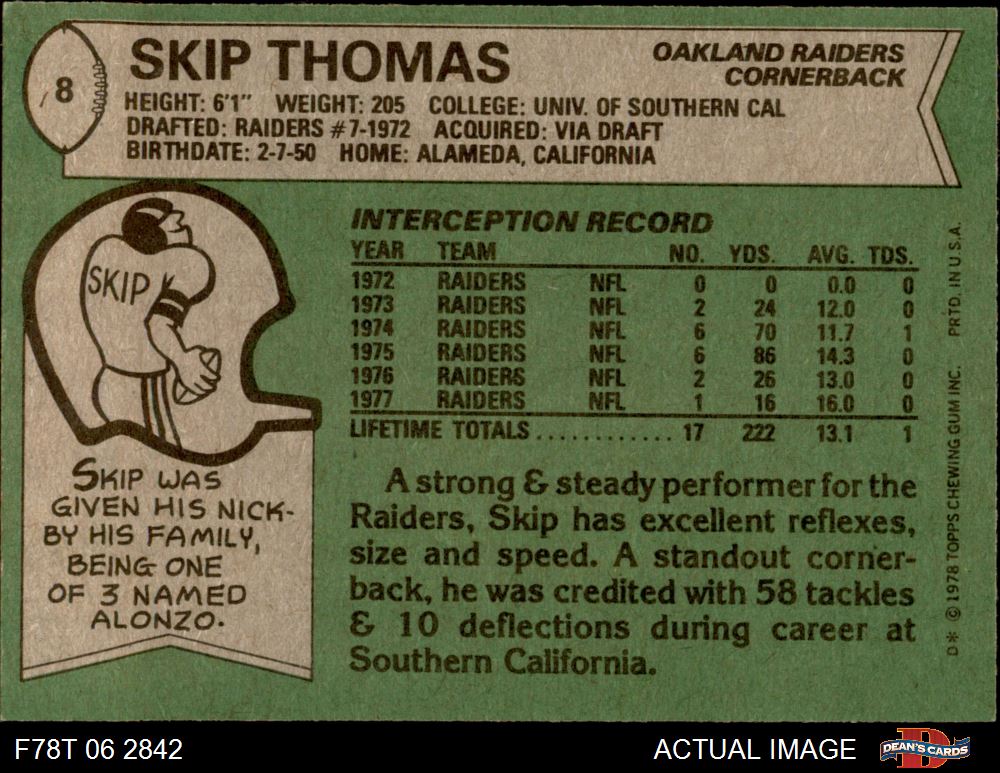 8
SKIP THOMAS
OAKLAND RAIDERS
CORNERBACK
HEIGHT: 6'1" WEIGHT: 205 COLLEGE: UNIV. OF SOUTHERN CAL
DRAFTED: RAIDERS #7-1972 ACQUIRED: VIA DRAFT
BIRTHDATE: 2-7-50 HOME: ALAMEDA, CALIFORNIA
SKIP
SKIP WAS
GIVEN HIS NICK-
BY HIS FAMILY,
BEING ONE
OF 3 NAMED
ALONZO.
INTERCEPTION RECORD
YEAR TEAM NO. YDS. AVG. TDS.
1972 RAIDERS NFL 0 0 0.0 0
1973 RAIDERS NFL 2 24 12.0 0
1974 RAIDERS NFL 6 70 11.7 1
1975 RAIDERS NFL 6 86 14.3 0
1976 RAIDERS NFL 2 26 13.0 0
1977 RAIDERS NFL 1 16 16.0 0
LIFETIME TOTALS............ 17 222 13.1 1
A strong & steady performer for the
Raiders, Skip has excellent reflexes,
size and speed. A standout corner-
back, he was credited with 58 tackles
& 10 deflections during career at
Southern California.
D* © 1978 TOPPS CHEWING GUM INC. PRTD. IN U.S.A.
F78T 06 2842
ACTUAL IMAGE
D
DEAN'S CARDS